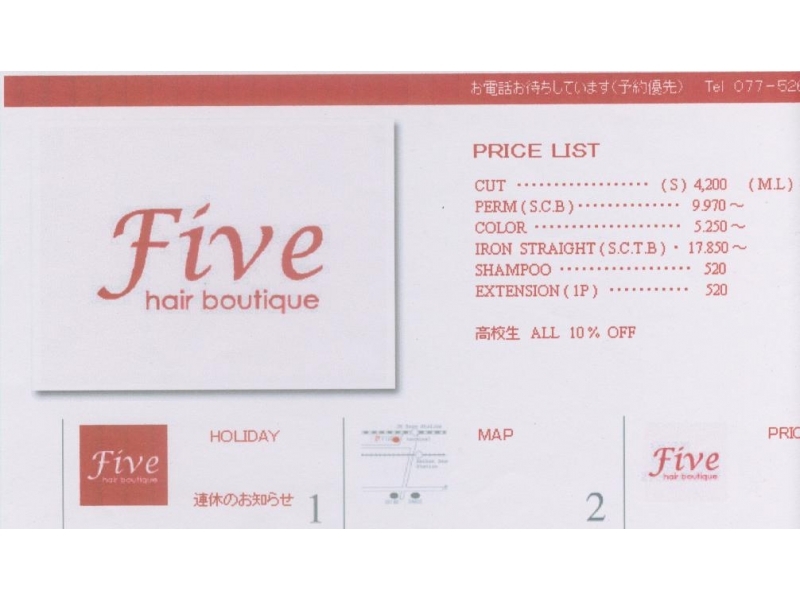 お電話お待ちしています(予約優先) Tel 077-526
Five
hair boutique
PRICE LIST
CUT ·················· (S) 4,200 (M.L)
PERM (S.C.B) ·············· 9.970〜
COLOR ···················· 5.250〜
IRON STRAIGHT (S.C.T.B) · 17.850〜
SHAMPOO ·················· 520
EXTENSION (1P) ··········· 520
高校生 ALL 10% OFF
Five
hair boutique
HOLIDAY
連休のお知らせ 1
MAP
2
Five
hair boutique
PRIC